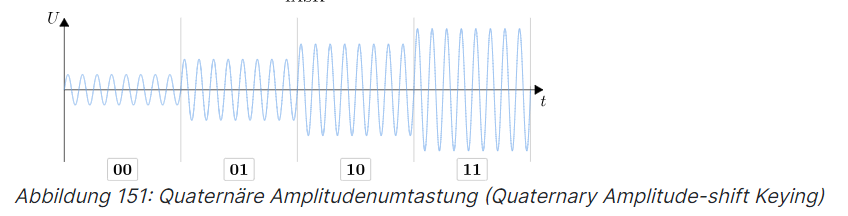 U
t
00 01 10 11
Abbildung 151: Quaternäre Amplitudenumtastung (Quaternary Amplitude-shift Keying)